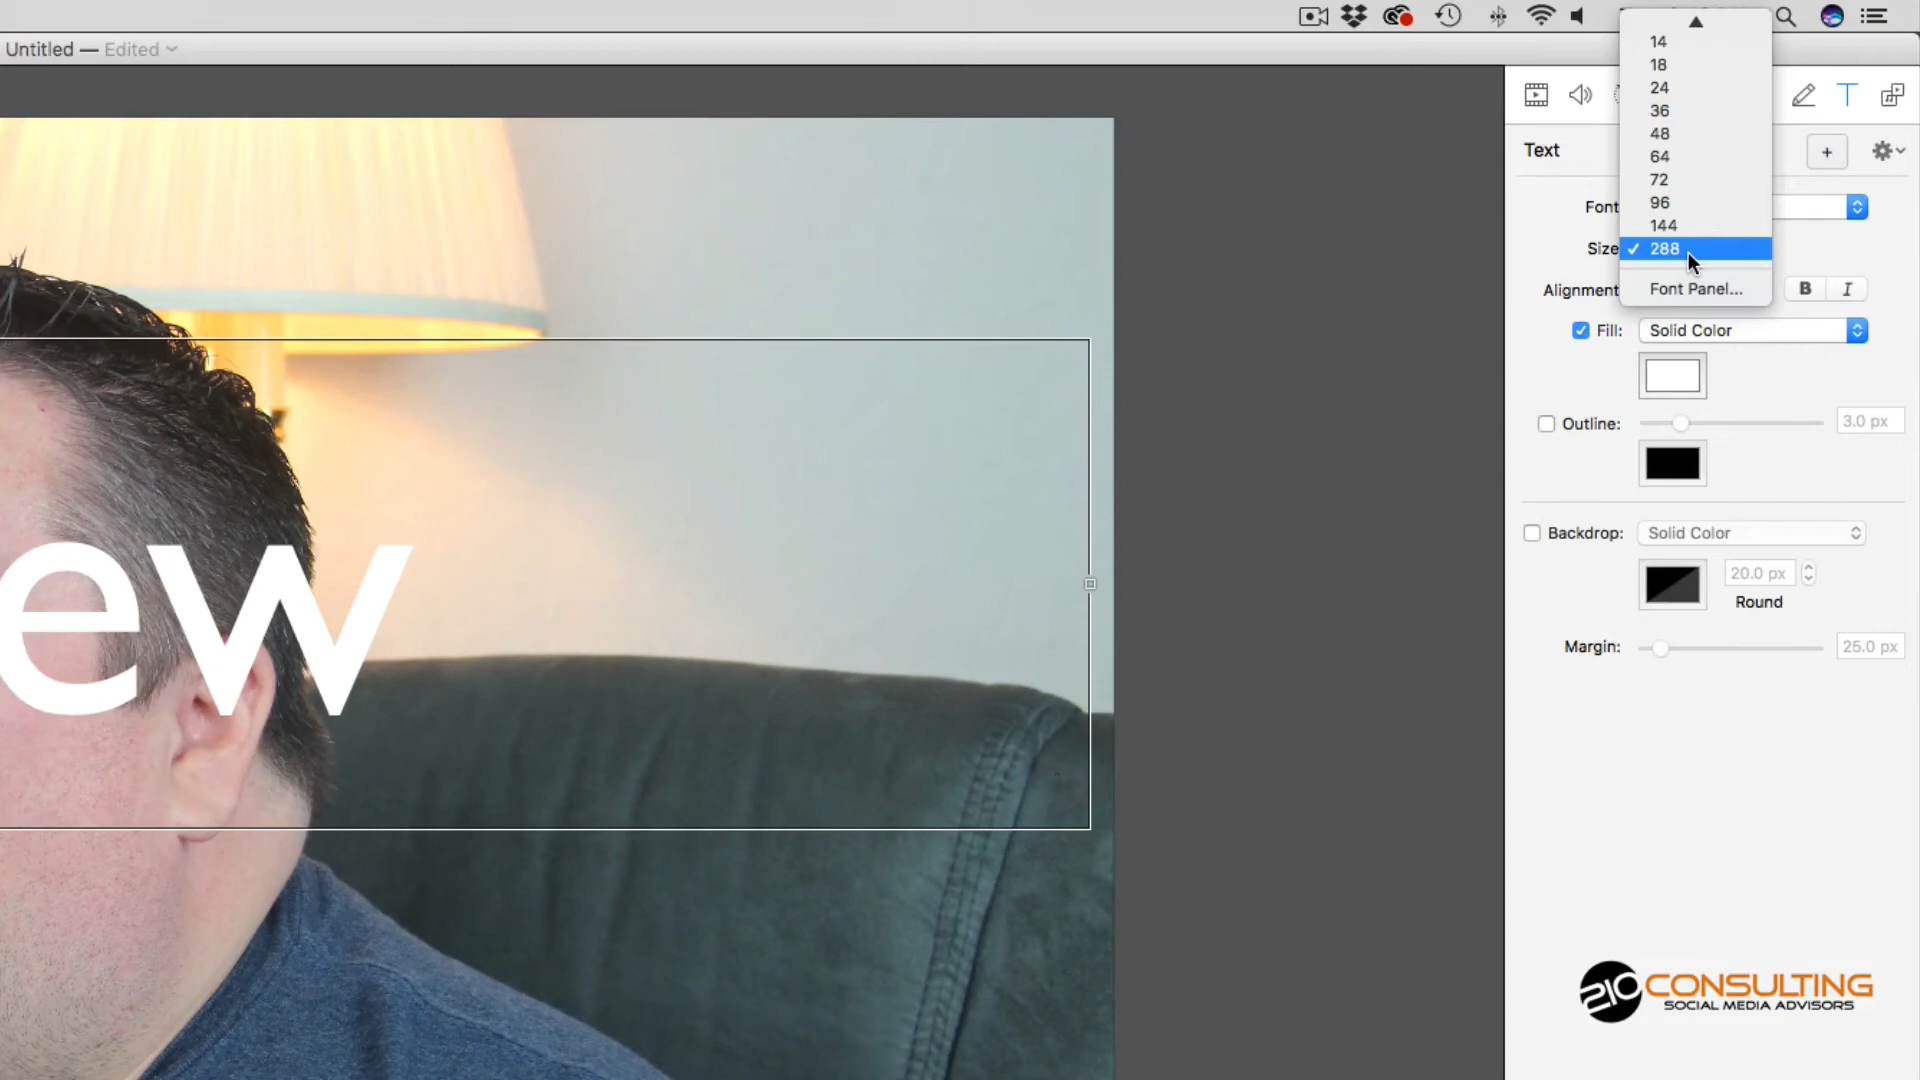 Untitled — Edited
14
18
24
36
48
64
72
96
144
✓ 288
Font Panel...
Text
+
Font
Size
Alignment
B I
Fill: Solid Color
Outline: 3.0 px
Backdrop: Solid Color
20.0 px
Round
Margin: 25.0 px
ew
210 CONSULTING
SOCIAL MEDIA ADVISORS